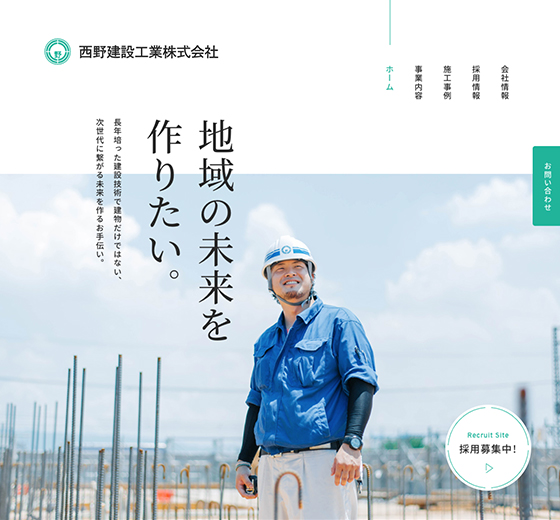 野
西野建設工業株式会社
会社情報
採用情報
施工事例
事業内容
ホーム
お問い合わせ
地域の未来を
作りたい。
長年培った建設技術で建物だけではない、
次世代に繋がる未来を作るお手伝い。
Recruit Site
採用募集中!